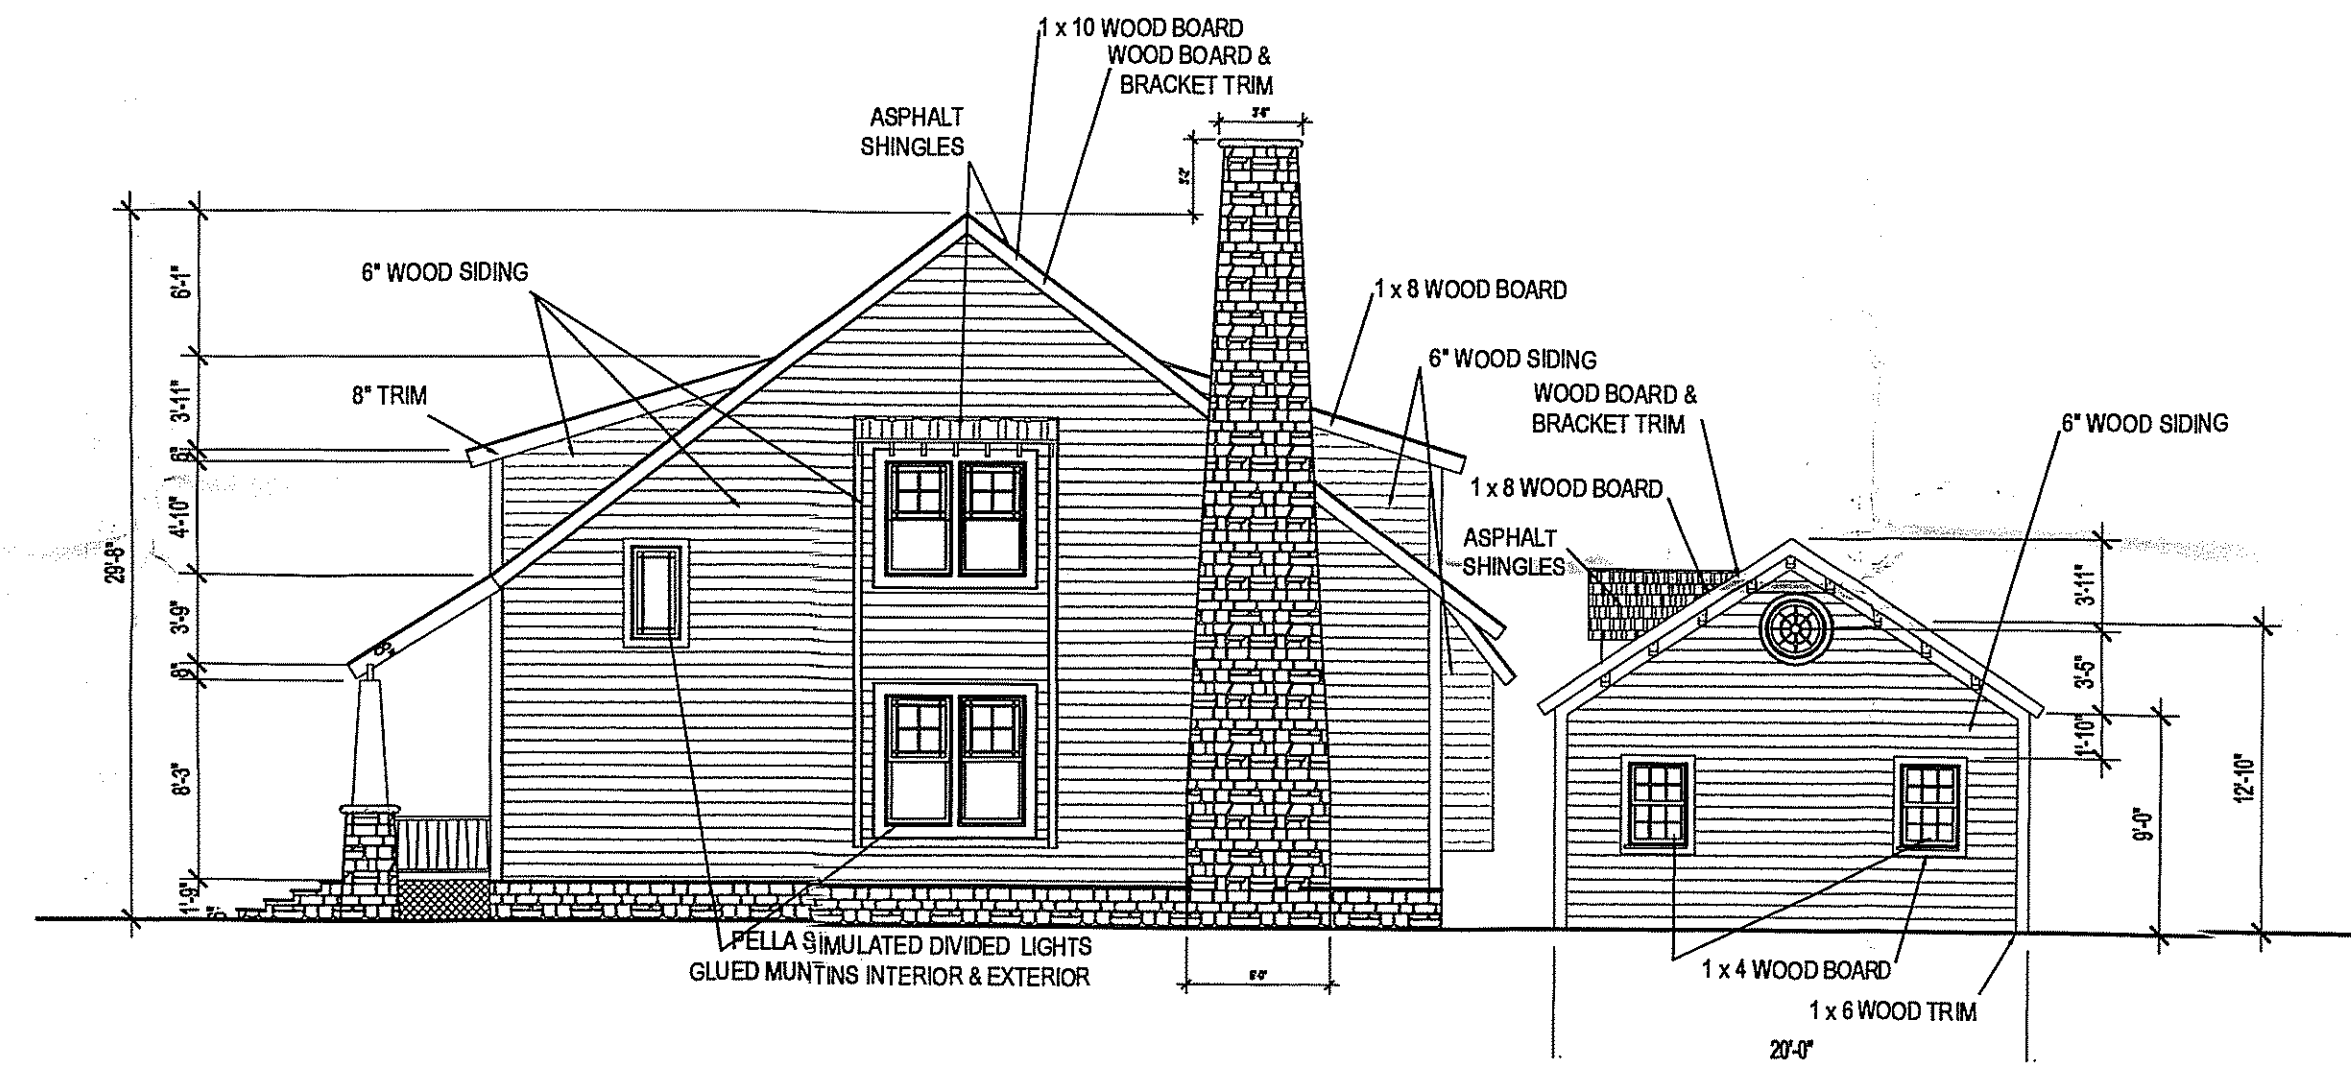 1 x 10 WOOD BOARD
WOOD BOARD &
BRACKET TRIM
ASPHALT
SHINGLES
3'-2"
29'-8"
6'-1"
3'-11"
6"
4'-10"
3'-9"
8"
8'-3"
1'-9"
6" WOOD SIDING
8" TRIM
8"
1 x 8 WOOD BOARD
6" WOOD SIDING
WOOD BOARD &
BRACKET TRIM
6" WOOD SIDING
1 x 8 WOOD BOARD
ASPHALT
SHINGLES
3'-11"
1'-10"
12'-10"
9'-0"
PELLA SIMULATED DIVIDED LIGHTS
GLUED MUNTINS INTERIOR & EXTERIOR
1 x 4 WOOD BOARD
1 x 6 WOOD TRIM
20'-0"